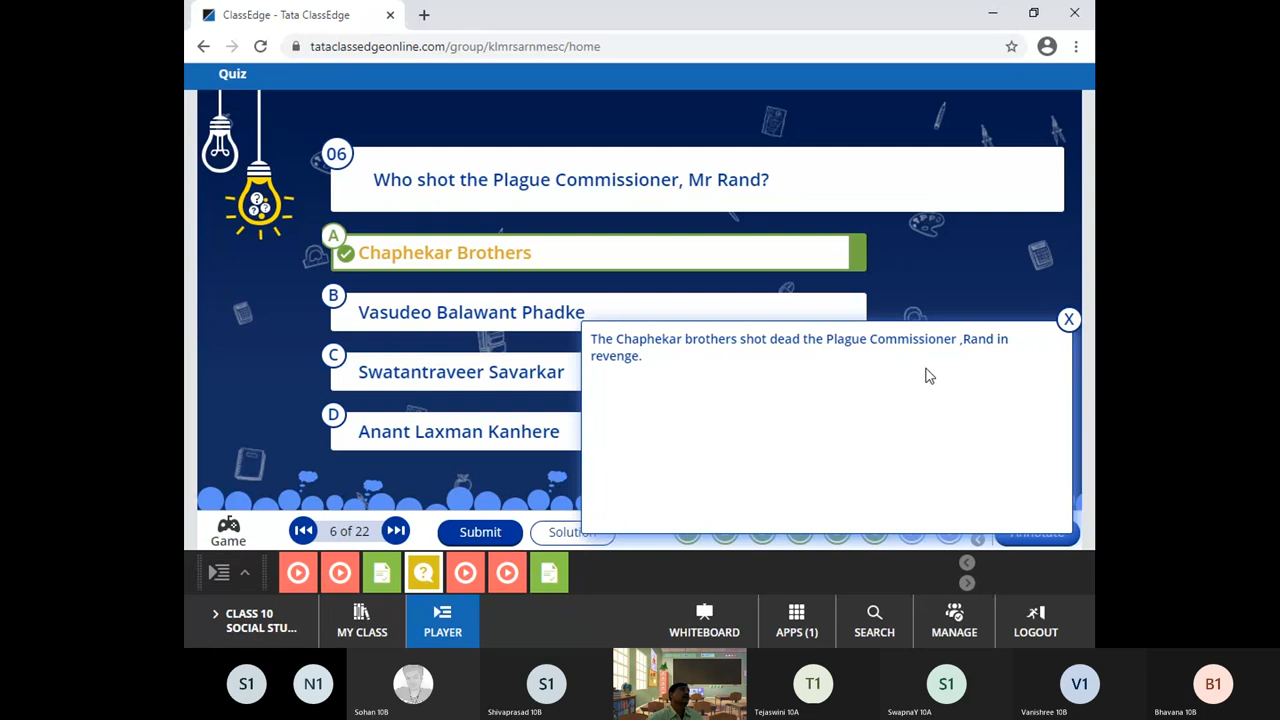 ClassEdge - Tata ClassEdge
tataclassedgeonline.com/group/klmrsarnmesc/home
Quiz
06
Who shot the Plague Commissioner, Mr Rand?
A
Chaphekar Brothers
B
Vasudeo Balawant Phadke
X
The Chaphekar brothers shot dead the Plague Commissioner ,Rand in
revenge.
C
Swatantraveer Savarkar
D
Anant Laxman Kanhere
Game
6 of 22
Submit
Solution
Annotate
CLASS 10
SOCIAL STU...
MY CLASS
PLAYER
WHITEBOARD
APPS (1)
SEARCH
MANAGE
LOGOUT
S1
N1
S1
T1
S1
V1
B1
Sohan 10B
Shivaprasad 10B
Tejaswini 10A
SwapnaY 10A
Vanishree 10B
Bhavana 10B